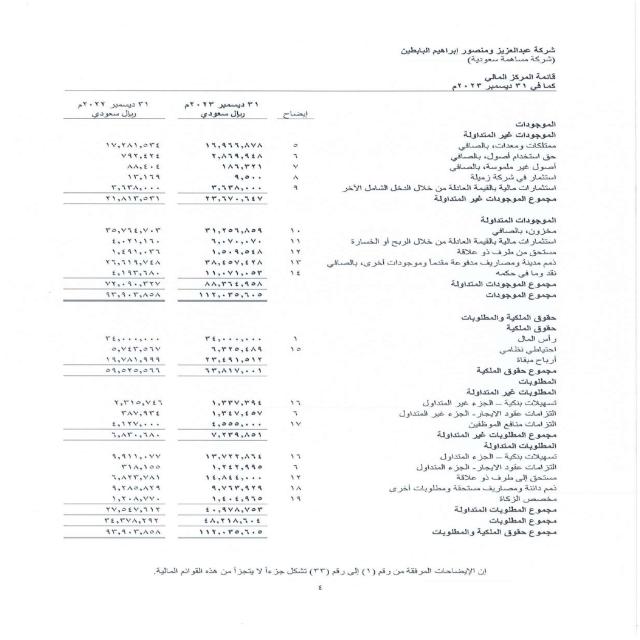 شركة عبدالعزيز ومنصور إبراهيم البابطين
(شركة مساهمة سعودية)
قائمة المركز المالي
كما في ٣١ ديسمبر ٢٠٢٣م
إيضاح ٣١ ديسمبر ٢٠٢٣م ٣١ ديسمبر ٢٠٢٢م
ريال سعودي ريال سعودي
الموجودات
الموجودات غير المتداولة
ممتلكات ومعدات، بالصافي ٥ ١٦,٩٦٦,٨٧٨ ١٧,٢٨١,٥٣٤
حق استخدام أصول، بالصافي ٦ ٢,٨٦٩,٩٤٨ ٧٩٢,٤٢٤
أصول غير ملموسة، بالصافي ٧ ١٨٦,٣٢١ ٨٨,٤٠٤
استثمار في شركة زميلة ٨ ٩,٥٠٠ ١٣,١٦٩
استثمارات مالية بالقيمة العادلة من خلال الدخل الشامل الآخر ٩ ٣,٦٣٨,٠٠٠ ٣,٦٣٨,٠٠٠
مجموع الموجودات غير المتداولة ٢٣,٦٧٠,٦٤٧ ٢١,٨١٣,٥٣١
الموجودات المتداولة
مخزون، بالصافي ١٠ ٣١,٢٥٦,٨٥٩ ٣٥,٧٦٤,٧٠٣
استثمارات مالية بالقيمة العادلة من خلال الربح أو الخسارة ١١ ٦,٠٧٠,٠٧٠ ٤,٠٢١,١٦٠
مستحق من طرف ذو علاقة ١٢ ١,٥٠٩,٥٤٨ ١,٤٩١,٠٣٦
ذمم مدينة ومصاريف مدفوعة مقدماً وموجودات أخرى، بالصافي ١٣ ٣٨,٤٥٧,٤٢٨ ٢٦,٦١٩,٧٤٨
نقد وما في حكمه ١٤ ١١,٠٧١,٠٥٣ ٤,١٩٣,٦٨٠
مجموع الموجودات المتداولة ٨٨,٣٦٤,٩٥٨ ٧٢,٠٩٠,٣٢٧
مجموع الموجودات ١١٢,٠٣٥,٦٠٥ ٩٣,٩٠٣,٨٥٨
حقوق الملكية والمطلوبات
حقوق الملكية
رأس المال ١ ٣٤,٠٠٠,٠٠٠ ٣٤,٠٠٠,٠٠٠
احتياطي نظامي ١٥ ٦,٣٢٥,٤٨٩ ٥,٧٤٣,٥٦٧
أرباح مبقاة ٢٣,٤٩١,٥١٢ ١٩,٧٨١,٩٩٩
مجموع حقوق الملكية ٦٣,٨١٧,٠٠١ ٥٩,٥٢٥,٥٦٦
المطلوبات
المطلوبات غير المتداولة
تسهيلات بنكية – الجزء غير المتداول ١٦ ١,٣٣٧,٣٩٤ ٢,٣١٥,٧٤٦
التزامات عقود الايجار- الجزء غير المتداول ٦ ١,٣٤٧,٤٥٧ ٣٨٧,٩٣٤
التزامات منافع الموظفين ١٧ ٤,٥٥٥,٠٠٠ ٤,١٢٧,٠٠٠
مجموع المطلوبات غير المتداولة ٧,٢٣٩,٨٥١ ٦,٨٣٠,٦٨٠
المطلوبات المتداولة
تسهيلات بنكية – الجزء المتداول ١٦ ١٣,٧٢٢,٨٦٤ ٩,٩١١,٠٧٧
التزامات عقود الايجار- الجزء المتداول ٦ ١,٢٤٢,٩٩٥ ٣١٨,١٥٥
مستحق إلى طرف ذو علاقة ١٢ ١٤,٨٤٤,٠٠٠ ٦,٨٢٣,٧٨١
ذمم دائنة ومصاريف مستحقة ومطلوبات أخرى ١٨ ٩,٧٦٣,٩٢٩ ٩,٢٨٥,٨٢٩
مخصص الزكاة ١٩ ١,٤٠٤,٩٦٥ ١,٢٠٨,٧٧٠
مجموع المطلوبات المتداولة ٤٠,٩٧٨,٧٥٣ ٢٧,٥٤٧,٦١٢
مجموع المطلوبات ٤٨,٢١٨,٦٠٤ ٣٤,٣٧٨,٢٩٢
مجموع حقوق الملكية والمطلوبات ١١٢,٠٣٥,٦٠٥ ٩٣,٩٠٣,٨٥٨
إن الإيضاحات المرفقة من رقم (١) إلى رقم (٣٣) تشكل جزءاً لا يتجزأ من هذه القوائم المالية.
٤